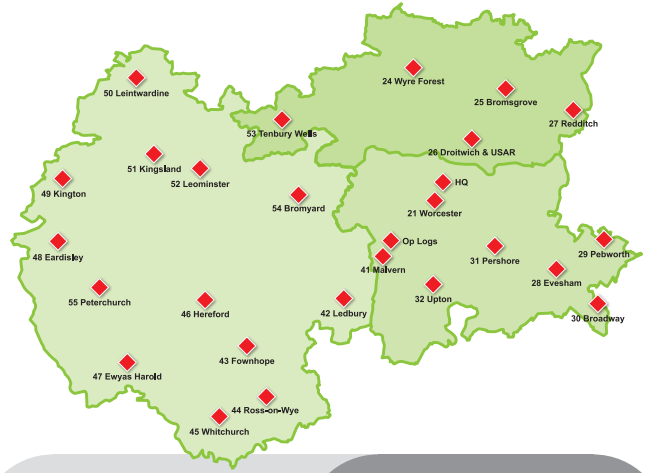 24 Wyre Forest
50 Leintwardine
25 Bromsgrove
27 Redditch
53 Tenbury Wells
26 Droitwich & USAR
51 Kingsland
52 Leominster
HQ
49 Kington
54 Bromyard
21 Worcester
Op Logs
48 Eardisley
31 Pershore
29 Pebworth
41 Malvern
28 Evesham
55 Peterchurch
32 Upton
46 Hereford
42 Ledbury
30 Broadway
43 Fownhope
47 Ewyas Harold
44 Ross-on-Wye
45 Whitchurch